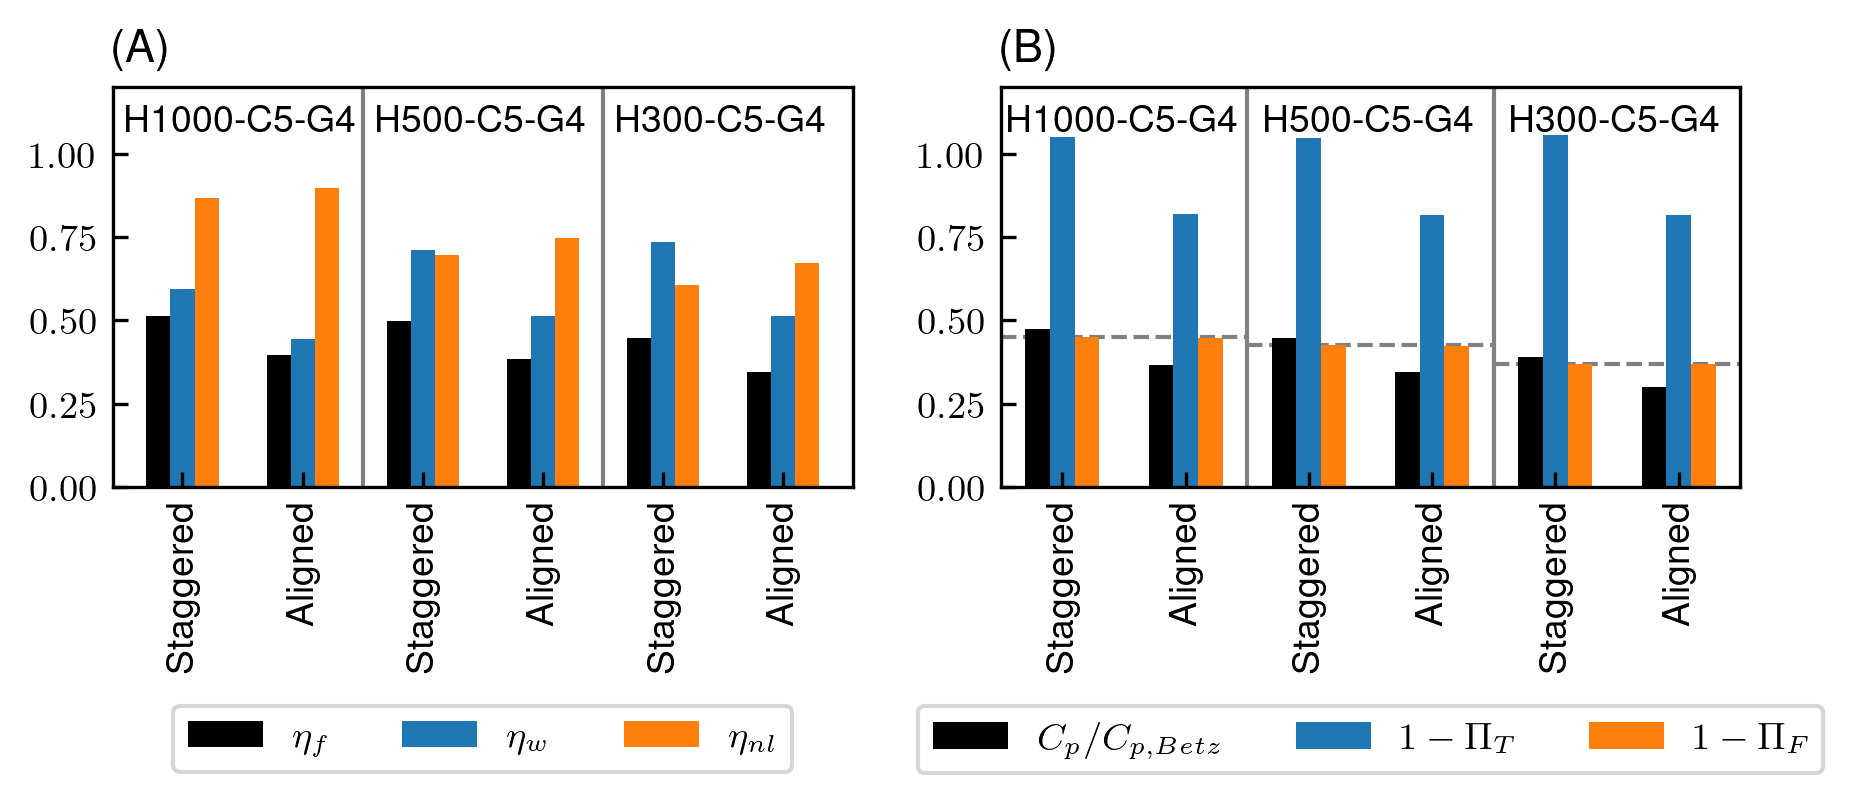 (A)
H1000-C5-G4 H500-C5-G4 H300-C5-G4
1.00
0.75
0.50
0.25
0.00
Staggered Aligned Staggered Aligned Staggered Aligned
η_f η_w η_nl
(B)
H1000-C5-G4 H500-C5-G4 H300-C5-G4
1.00
0.75
0.50
0.25
0.00
Staggered Aligned Staggered Aligned Staggered Aligned
C_p/C_{p,Betz} 1 − Π_T 1 − Π_F